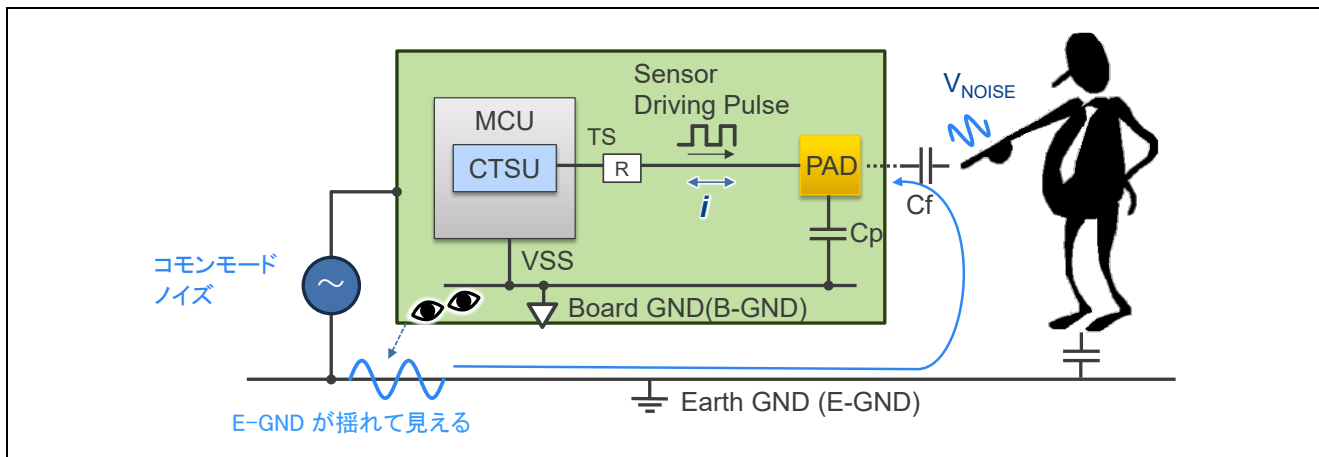 Sensor
Driving Pulse
MCU
CTSU
TS
R
i
PAD
Cf
V_NOISE
Cp
VSS
Board GND(B-GND)
コモンモード
ノイズ
Earth GND (E-GND)
E-GND が揺れて見える